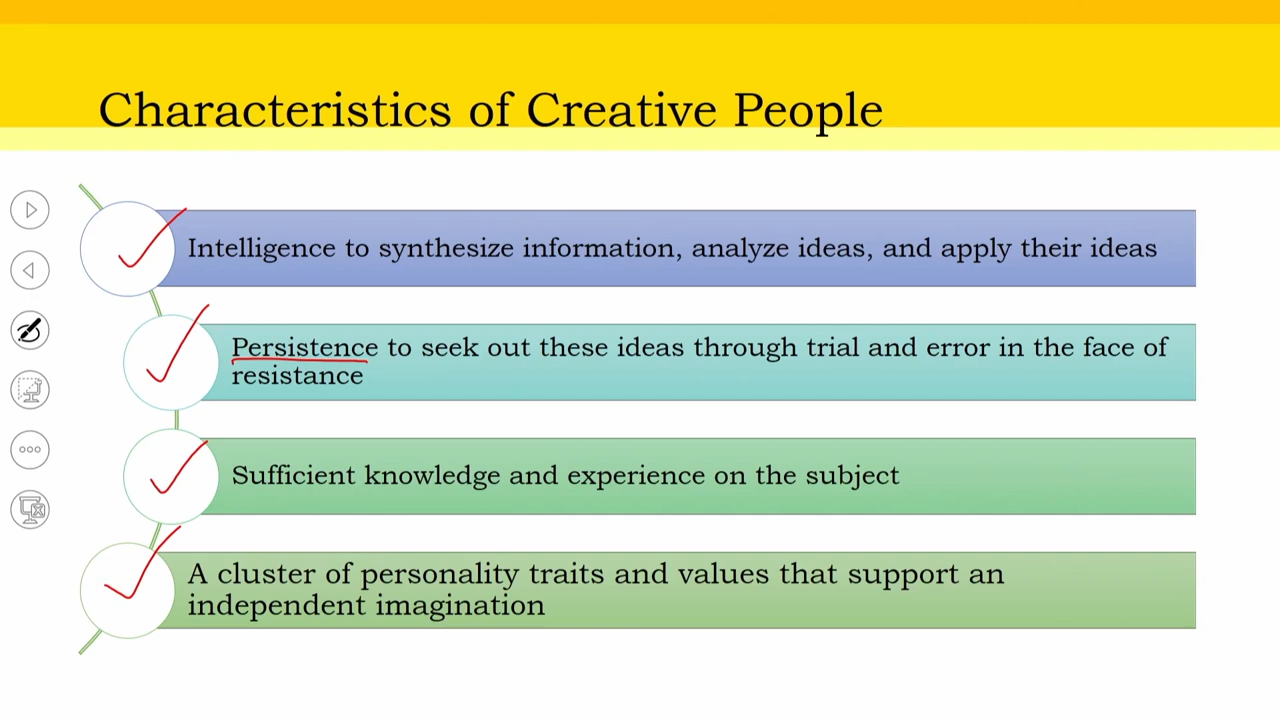 Characteristics of Creative People
Intelligence to synthesize information, analyze ideas, and apply their ideas
Persistence to seek out these ideas through trial and error in the face of
resistance
Sufficient knowledge and experience on the subject
A cluster of personality traits and values that support an
independent imagination